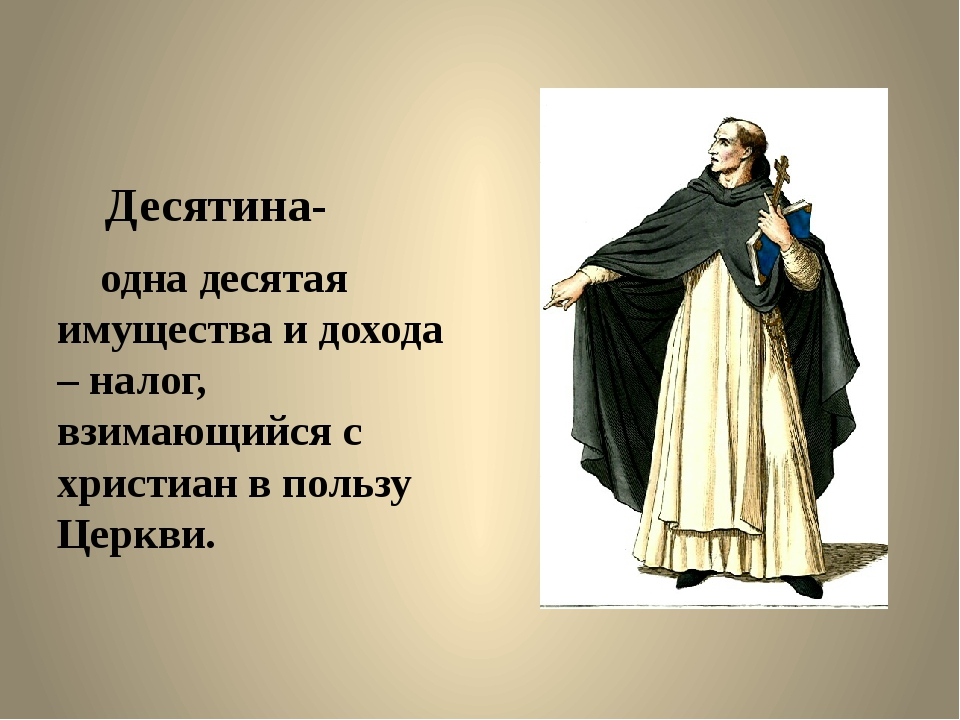 Десятина-
одна десятая
имущества и дохода
– налог,
взимающийся с
христиан в пользу
Церкви.